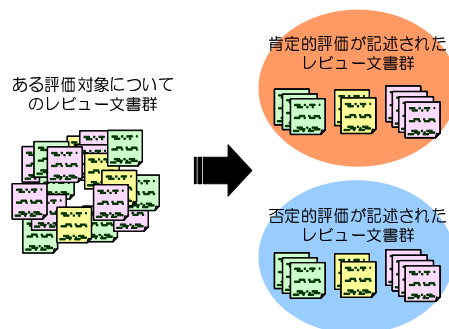 ある評価対象について
のレビュー文書群
肯定的評価が記述された
レビュー文書群
否定的評価が記述された
レビュー文書群